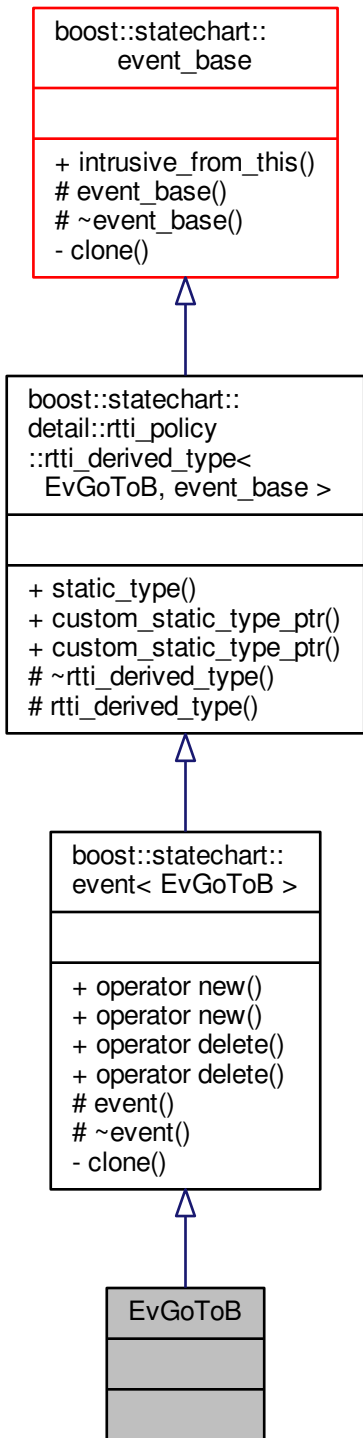 boost::statechart::
event_base
+ intrusive_from_this()
# event_base()
# ~event_base()
- clone()
boost::statechart::
detail::rtti_policy
::rtti_derived_type<
EvGoToB, event_base >
+ static_type()
+ custom_static_type_ptr()
+ custom_static_type_ptr()
# ~rtti_derived_type()
# rtti_derived_type()
boost::statechart::
event< EvGoToB >
+ operator new()
+ operator new()
+ operator delete()
+ operator delete()
# event()
# ~event()
- clone()
EvGoToB